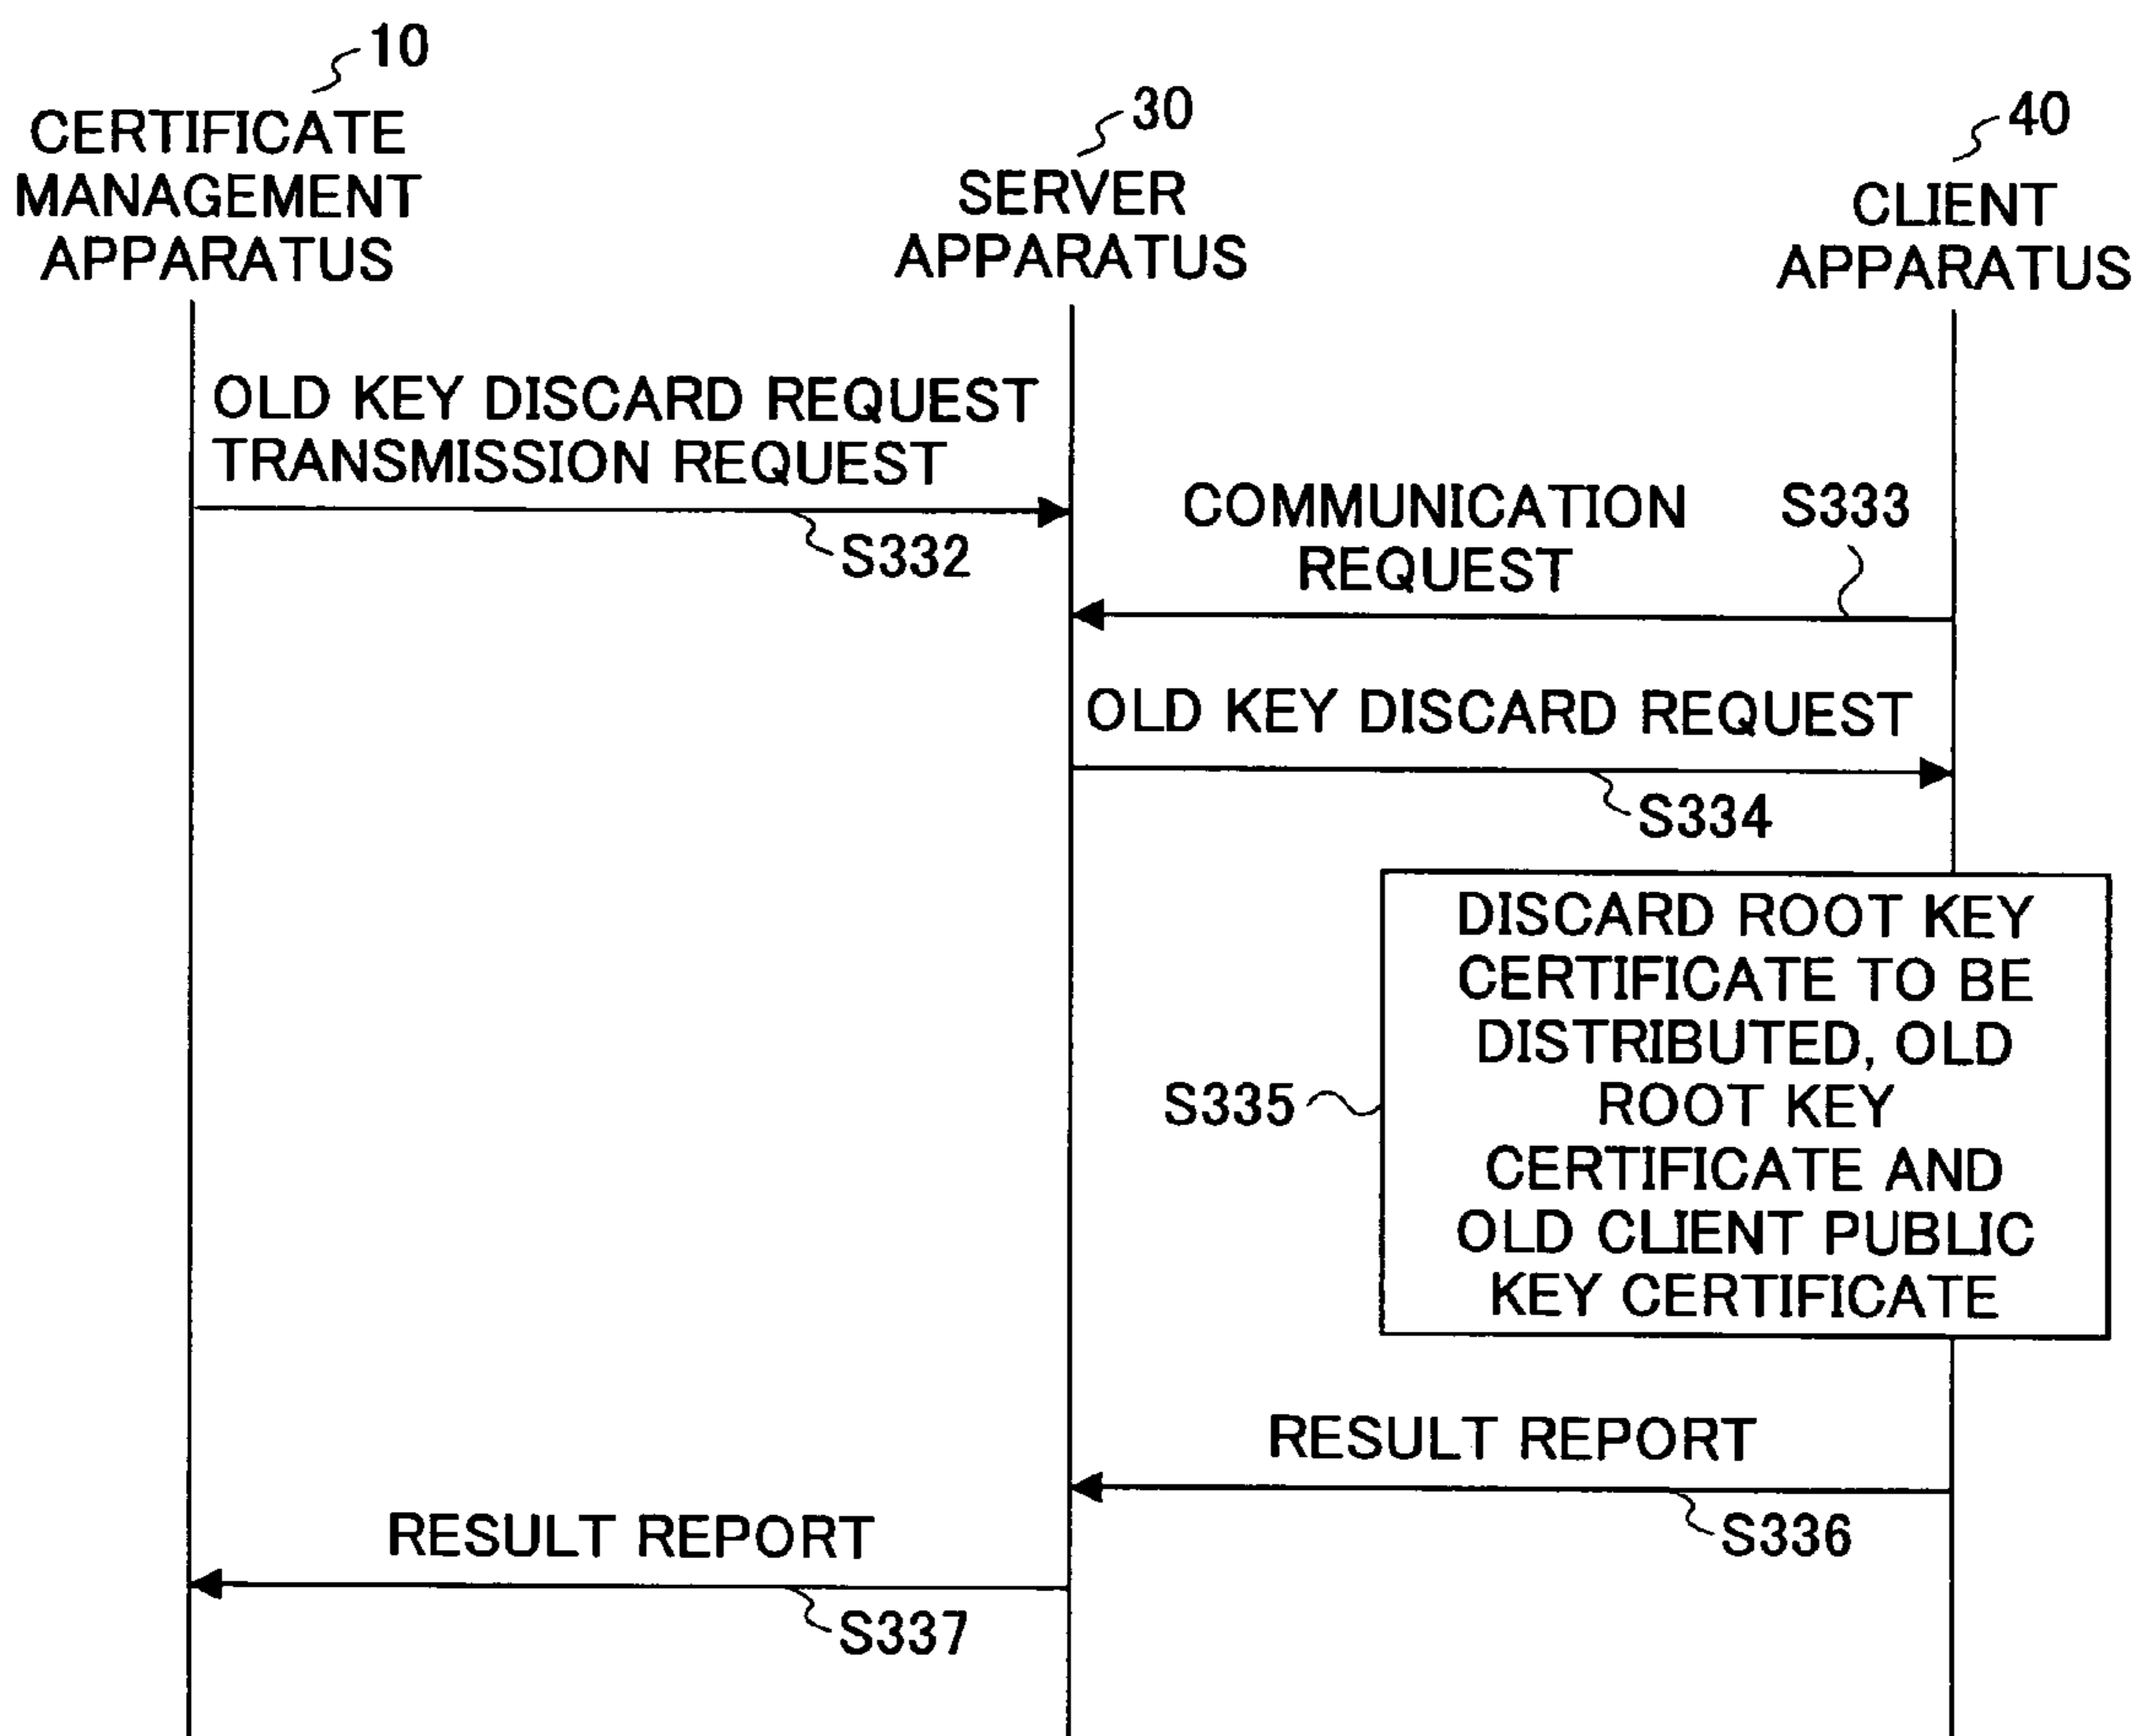 10
CERTIFICATE
MANAGEMENT
APPARATUS
30
SERVER
APPARATUS
40
CLIENT
APPARATUS
OLD KEY DISCARD REQUEST
TRANSMISSION REQUEST
S332
COMMUNICATION
REQUEST
S333
OLD KEY DISCARD REQUEST
S334
DISCARD ROOT KEY
CERTIFICATE TO BE
DISTRIBUTED, OLD
ROOT KEY
CERTIFICATE AND
OLD CLIENT PUBLIC
KEY CERTIFICATE
S335
RESULT REPORT
S336
RESULT REPORT
S337